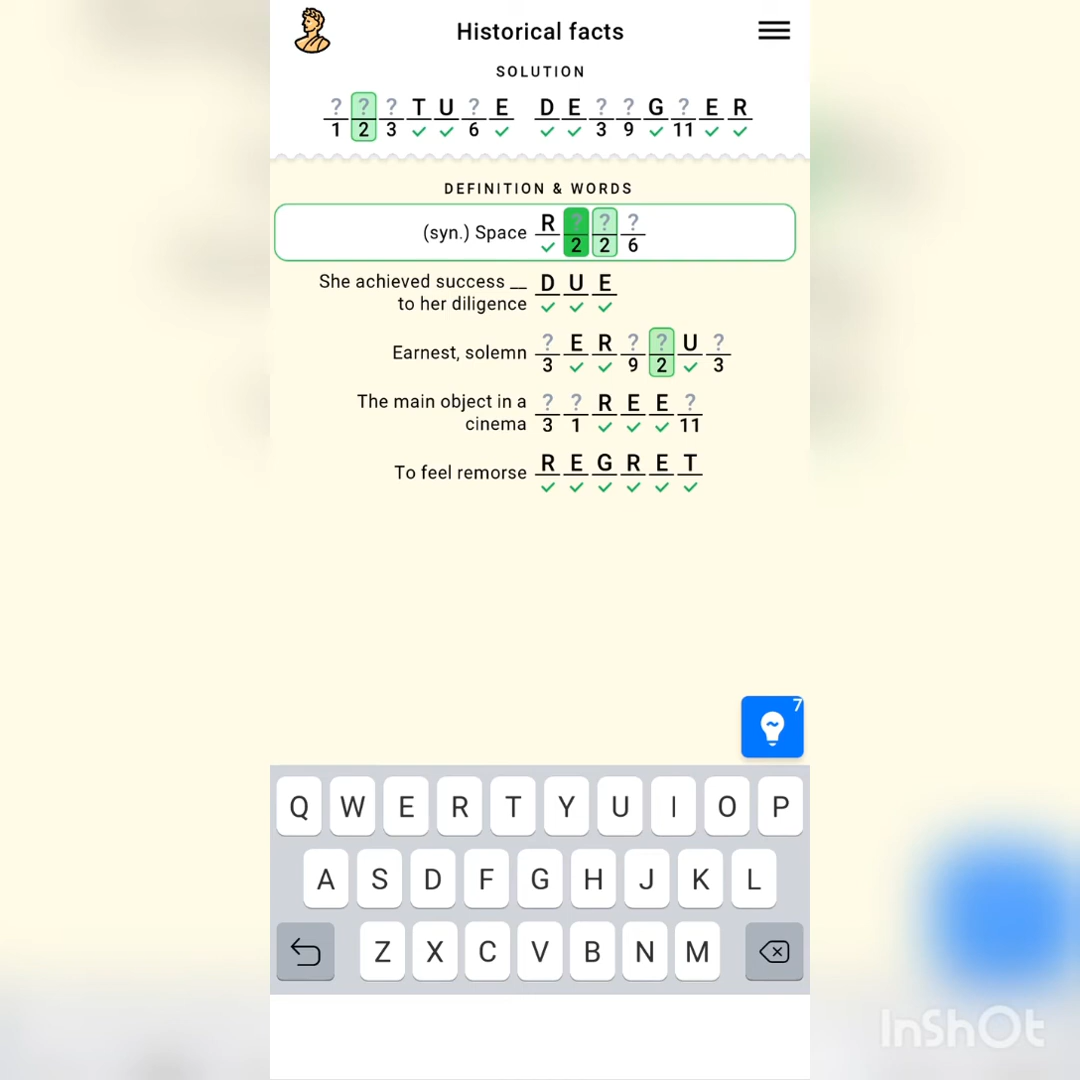 Historical facts
SOLUTION
? ? ? T U ? E D E ? ? G ? E R
1 2 3 6 3 9 11
DEFINITION & WORDS
(syn.) Space R ? ? ?
2 2 6
She achieved success __ D U E
to her diligence
Earnest, solemn ? E R ? ? U ?
3 9 2 3
The main object in a ? ? R E E ?
cinema 3 1 11
To feel remorse R E G R E T
7
Q W E R T Y U I O P
A S D F G H J K L
Z X C V B N M
InShOt